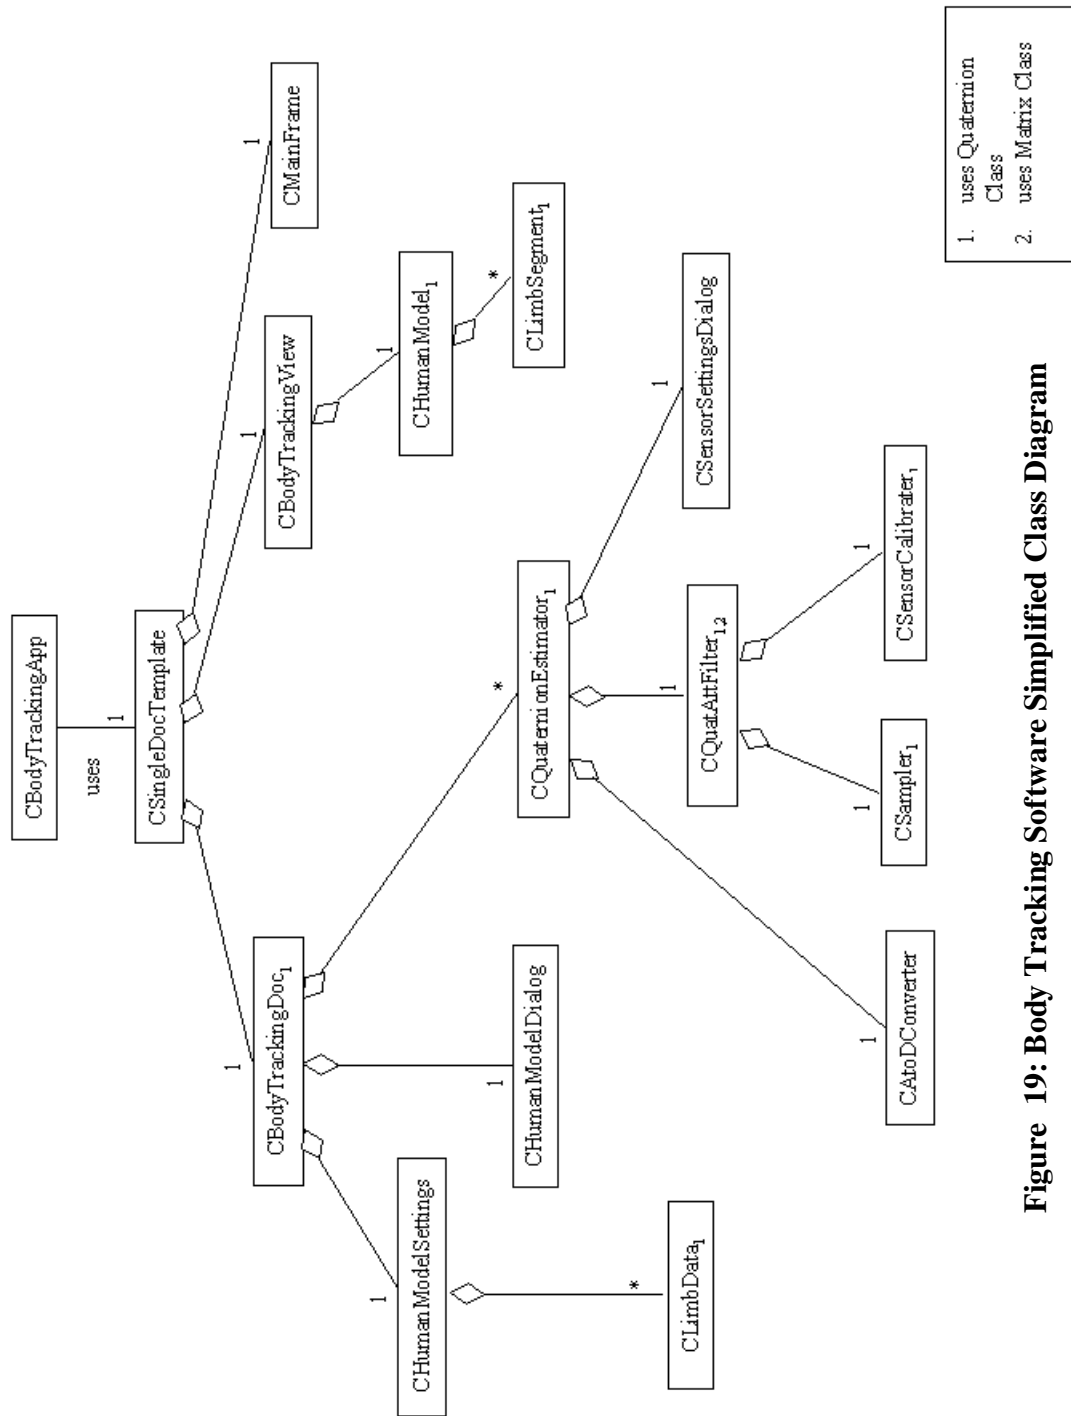 CBodyTrackingApp
uses
1
CSingleDocTemplate
1
1
1
CBodyTrackingDoc1
CBodyTrackingView
CMainFrame
1
1
*
1
CHumanModelSettings
CHumanModelDialog
CQuaternionEstimator1
CHumanModel1
*
*
CLimbData1
CLimbSegment1
1
1
1
CAtoDConverter
CQuatAttFilter12
CSensorSettingsDialog
1
1
CSampler1
CSensorCalibrater1
1. uses Quaternion
Class
2. uses Matrix Class
Figure 19: Body Tracking Software Simplified Class Diagram